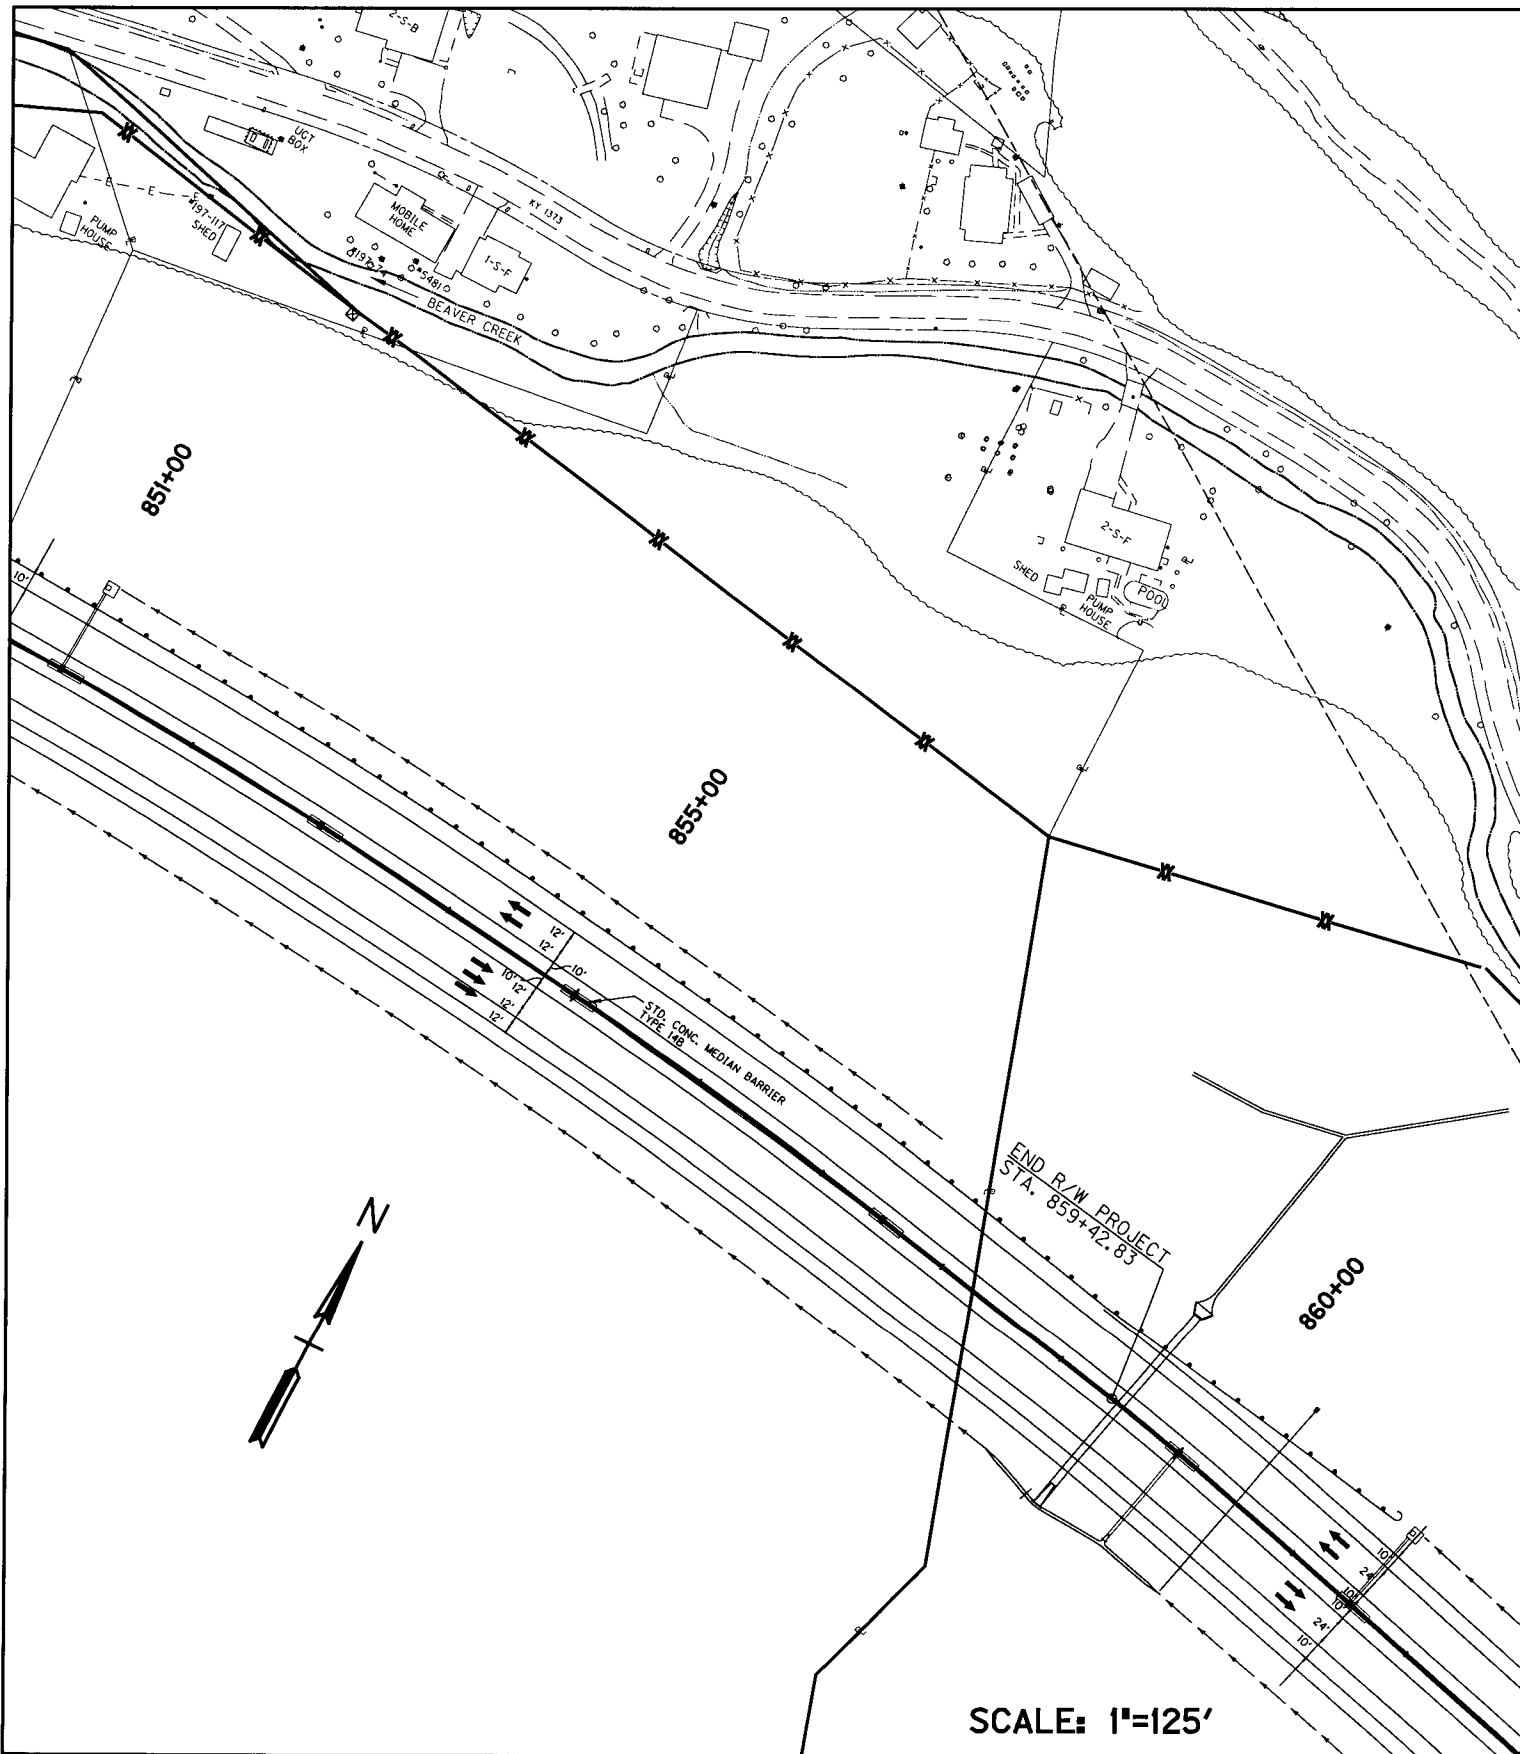 2-S-B
UGT
BOX
KY 1373
E
E
E
197-117
SHED
PUMP
HOUSE
MOBILE
HOME
1-S-F
197-74
5481
BEAVER CREEK
851+00
2-S-F
SHED
PUMP
HOUSE
POOL
10'
855+00
12'
12'
10'
10'
12'
12'
12'
STD. CONC. MEDIAN BARRIER
TYPE 14B
END R/W PROJECT
STA. 859+42.83
N
860+00
10'
24'
10'
10'
24'
10'
SCALE: 1"=125'